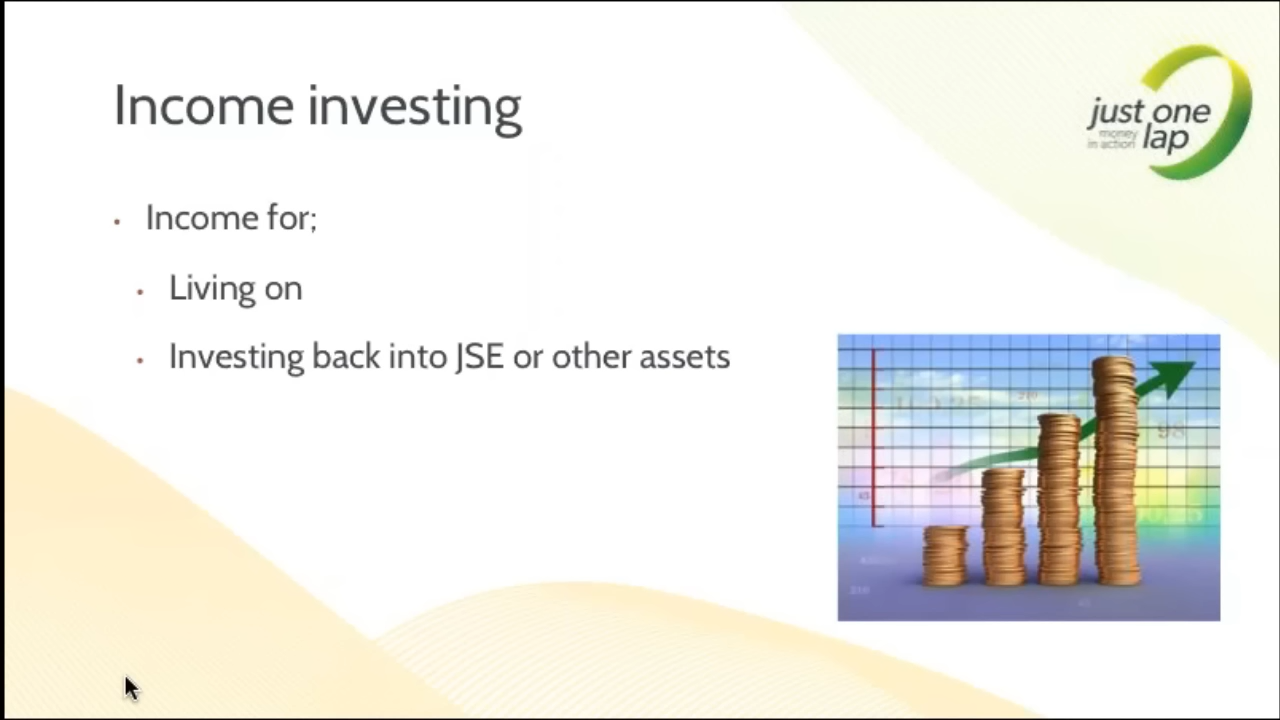 Income investing
just one
money
in action lap
Income for;
Living on
Investing back into JSE or other assets
98